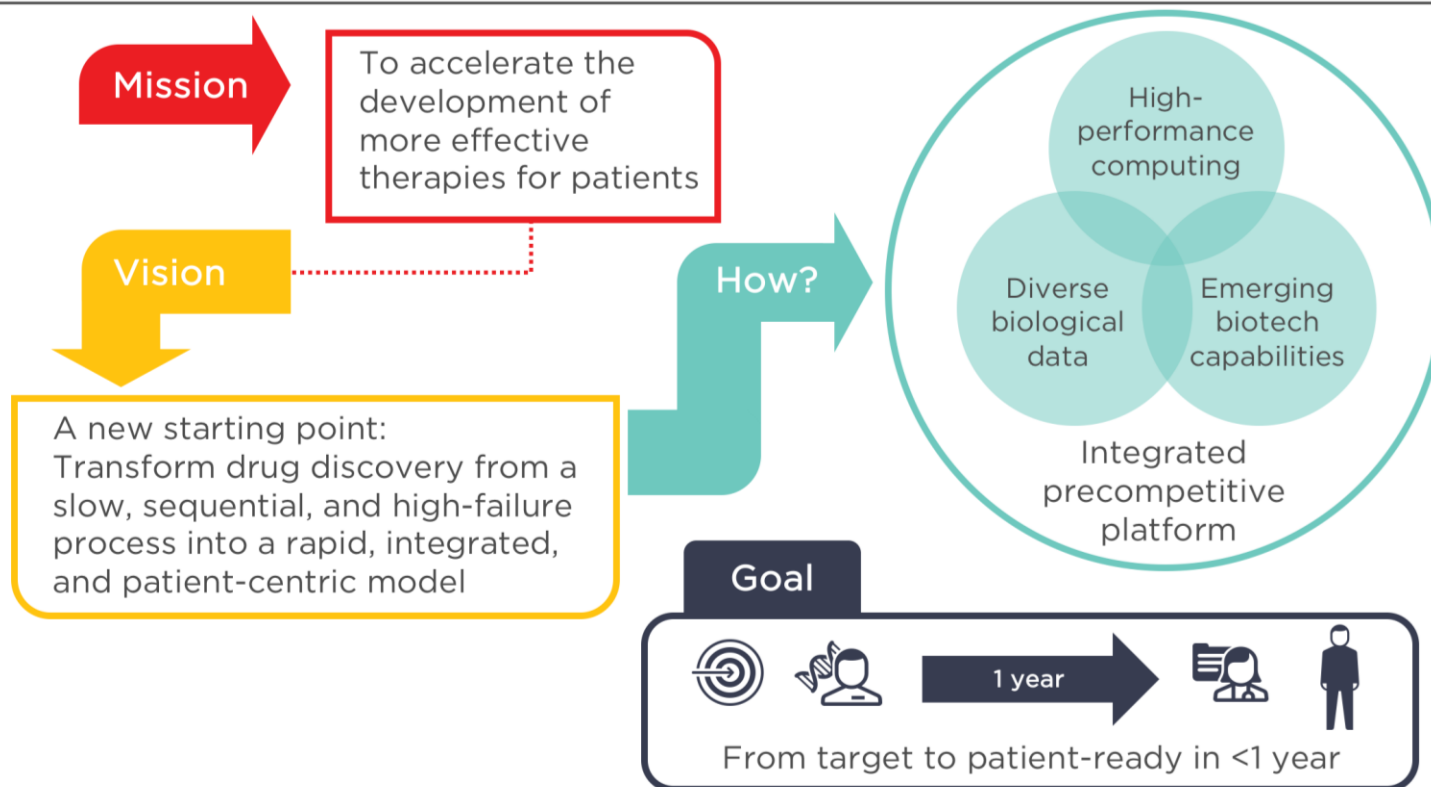 Mission
To accelerate the
development of
more effective
therapies for patients
Vision
A new starting point:
Transform drug discovery from a
slow, sequential, and high-failure
process into a rapid, integrated,
and patient-centric model
How?
High-
performance
computing
Diverse
biological
data
Emerging
biotech
capabilities
Integrated
precompetitive
platform
Goal
1 year
From target to patient-ready in <1 year